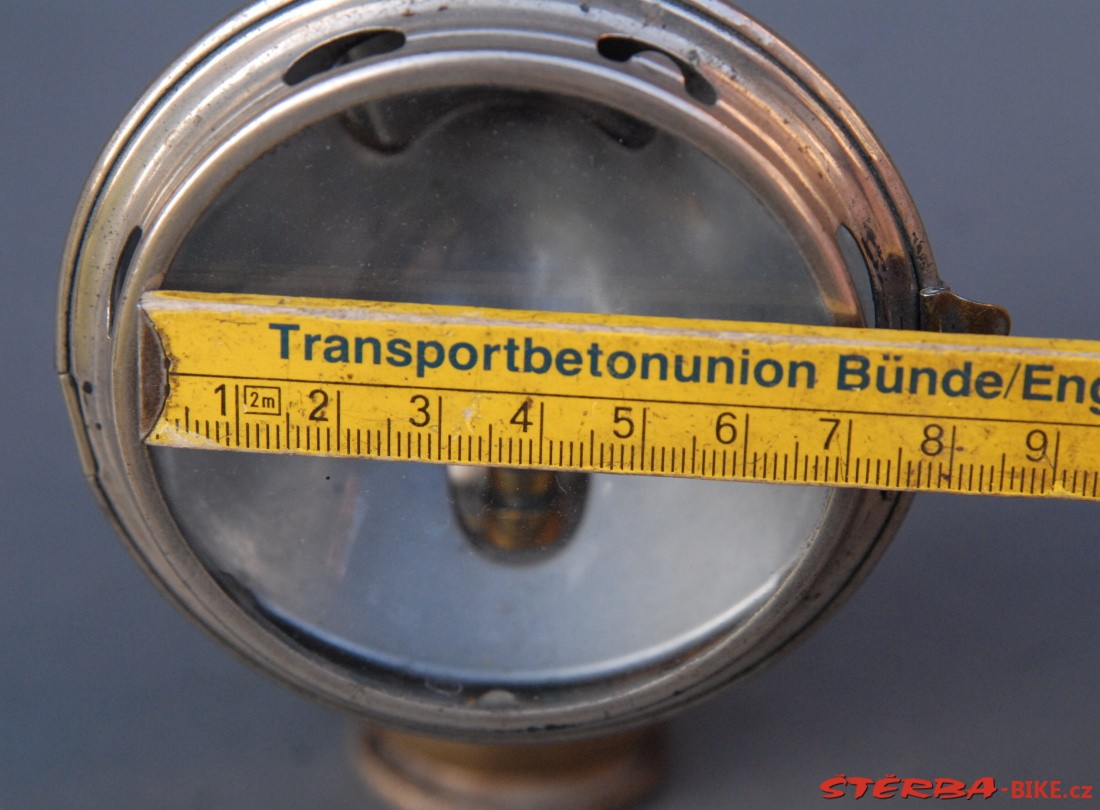 Transportbetonunion Bünde/Eng
1 2m 2 3 4 5 6 7 8 9
ŠTĚRBA-BIKE.cz